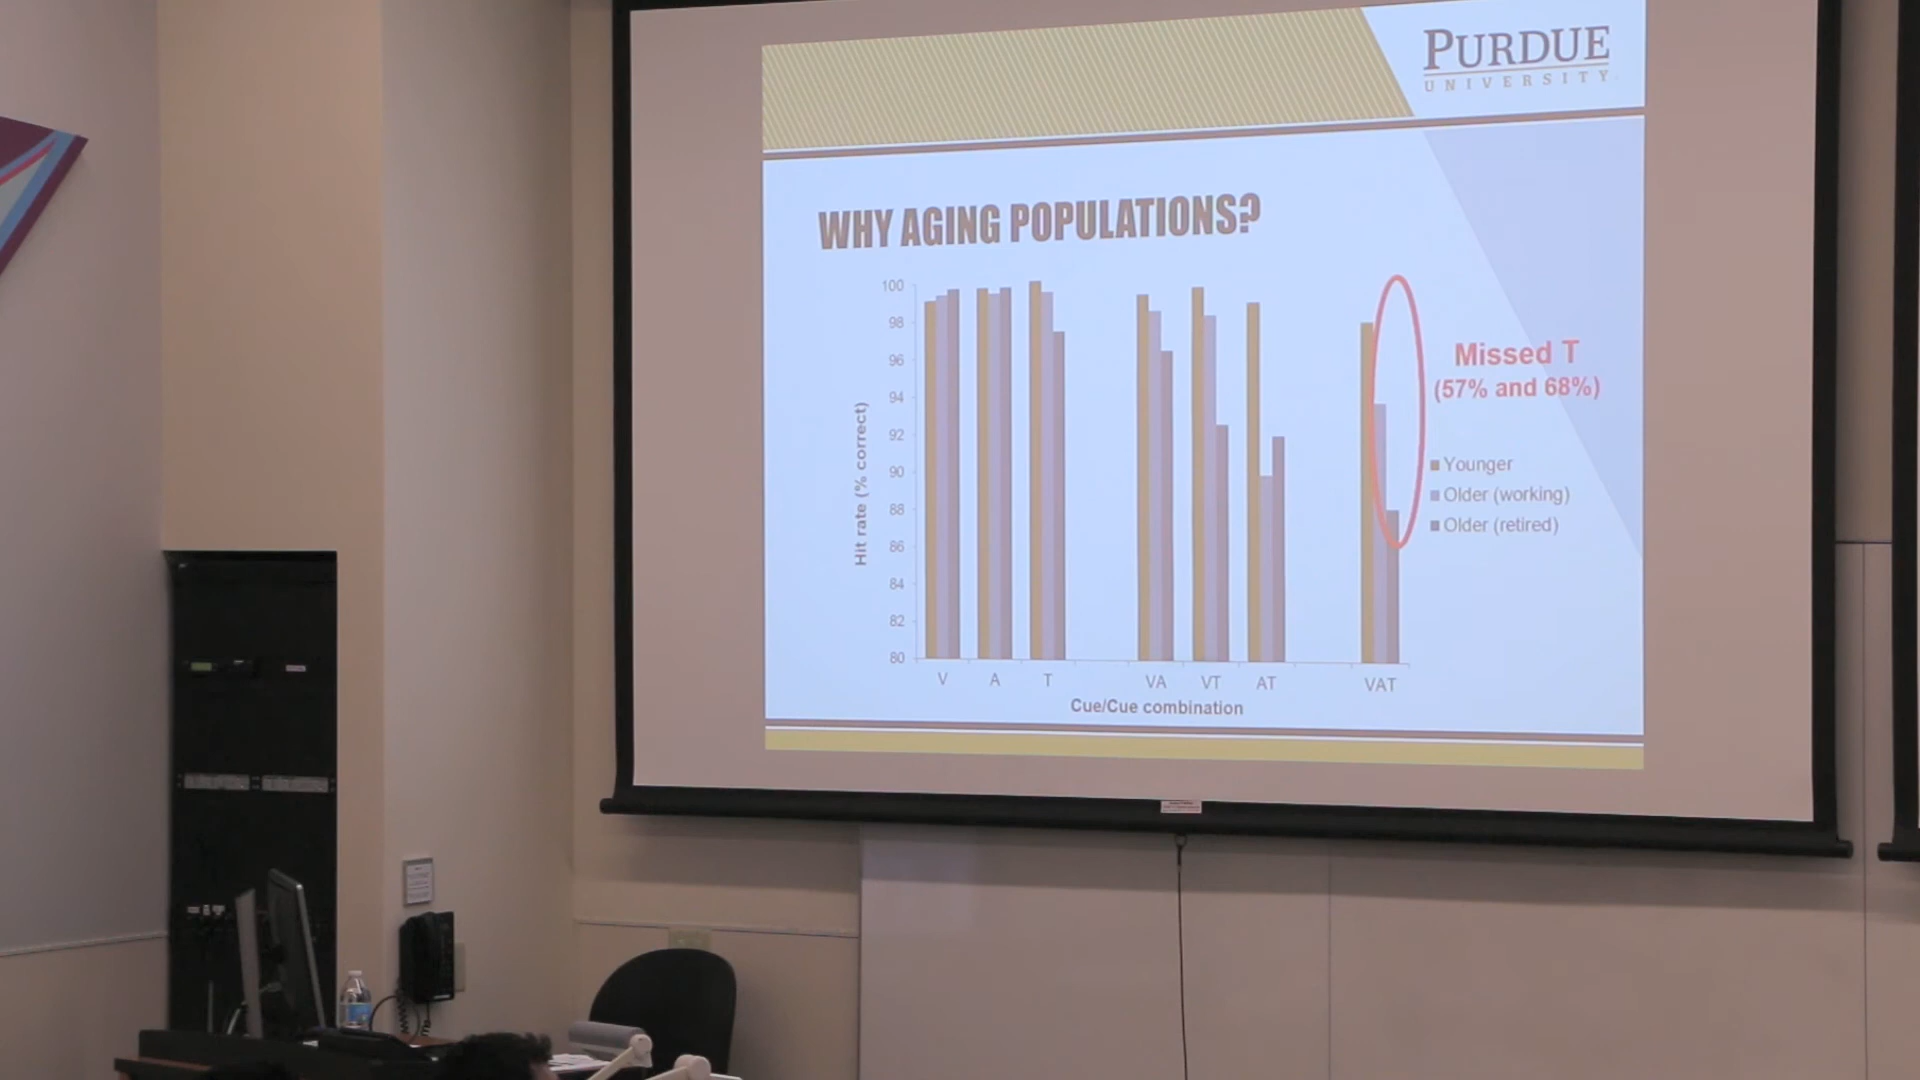 PURDUE
UNIVERSITY
WHY AGING POPULATIONS?
100
98
96
94
92
90
88
86
84
82
80
Hit rate (% correct)
V A T VA VT AT VAT
Cue/Cue combination
Missed T
(57% and 68%)
Younger
Older (working)
Older (retired)